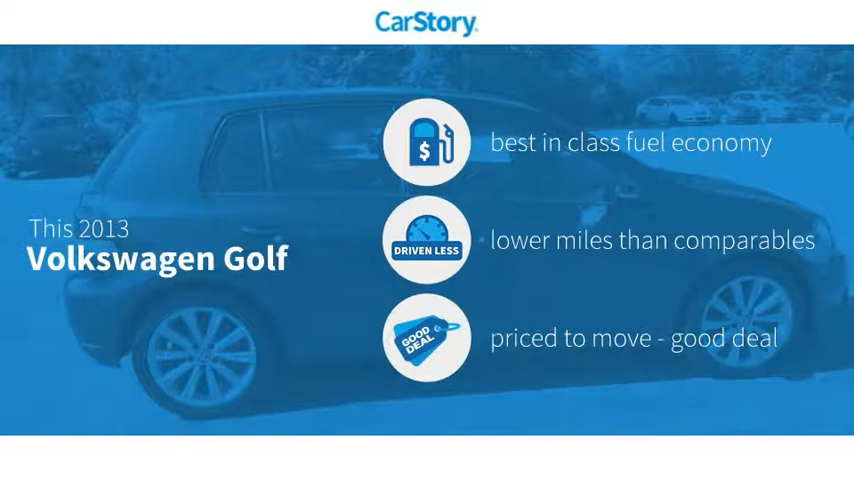 CarStory.
This 2013
Volkswagen Golf
best in class fuel economy
DRIVEN LESS
lower miles than comparables
GOOD
DEAL
priced to move - good deal
$